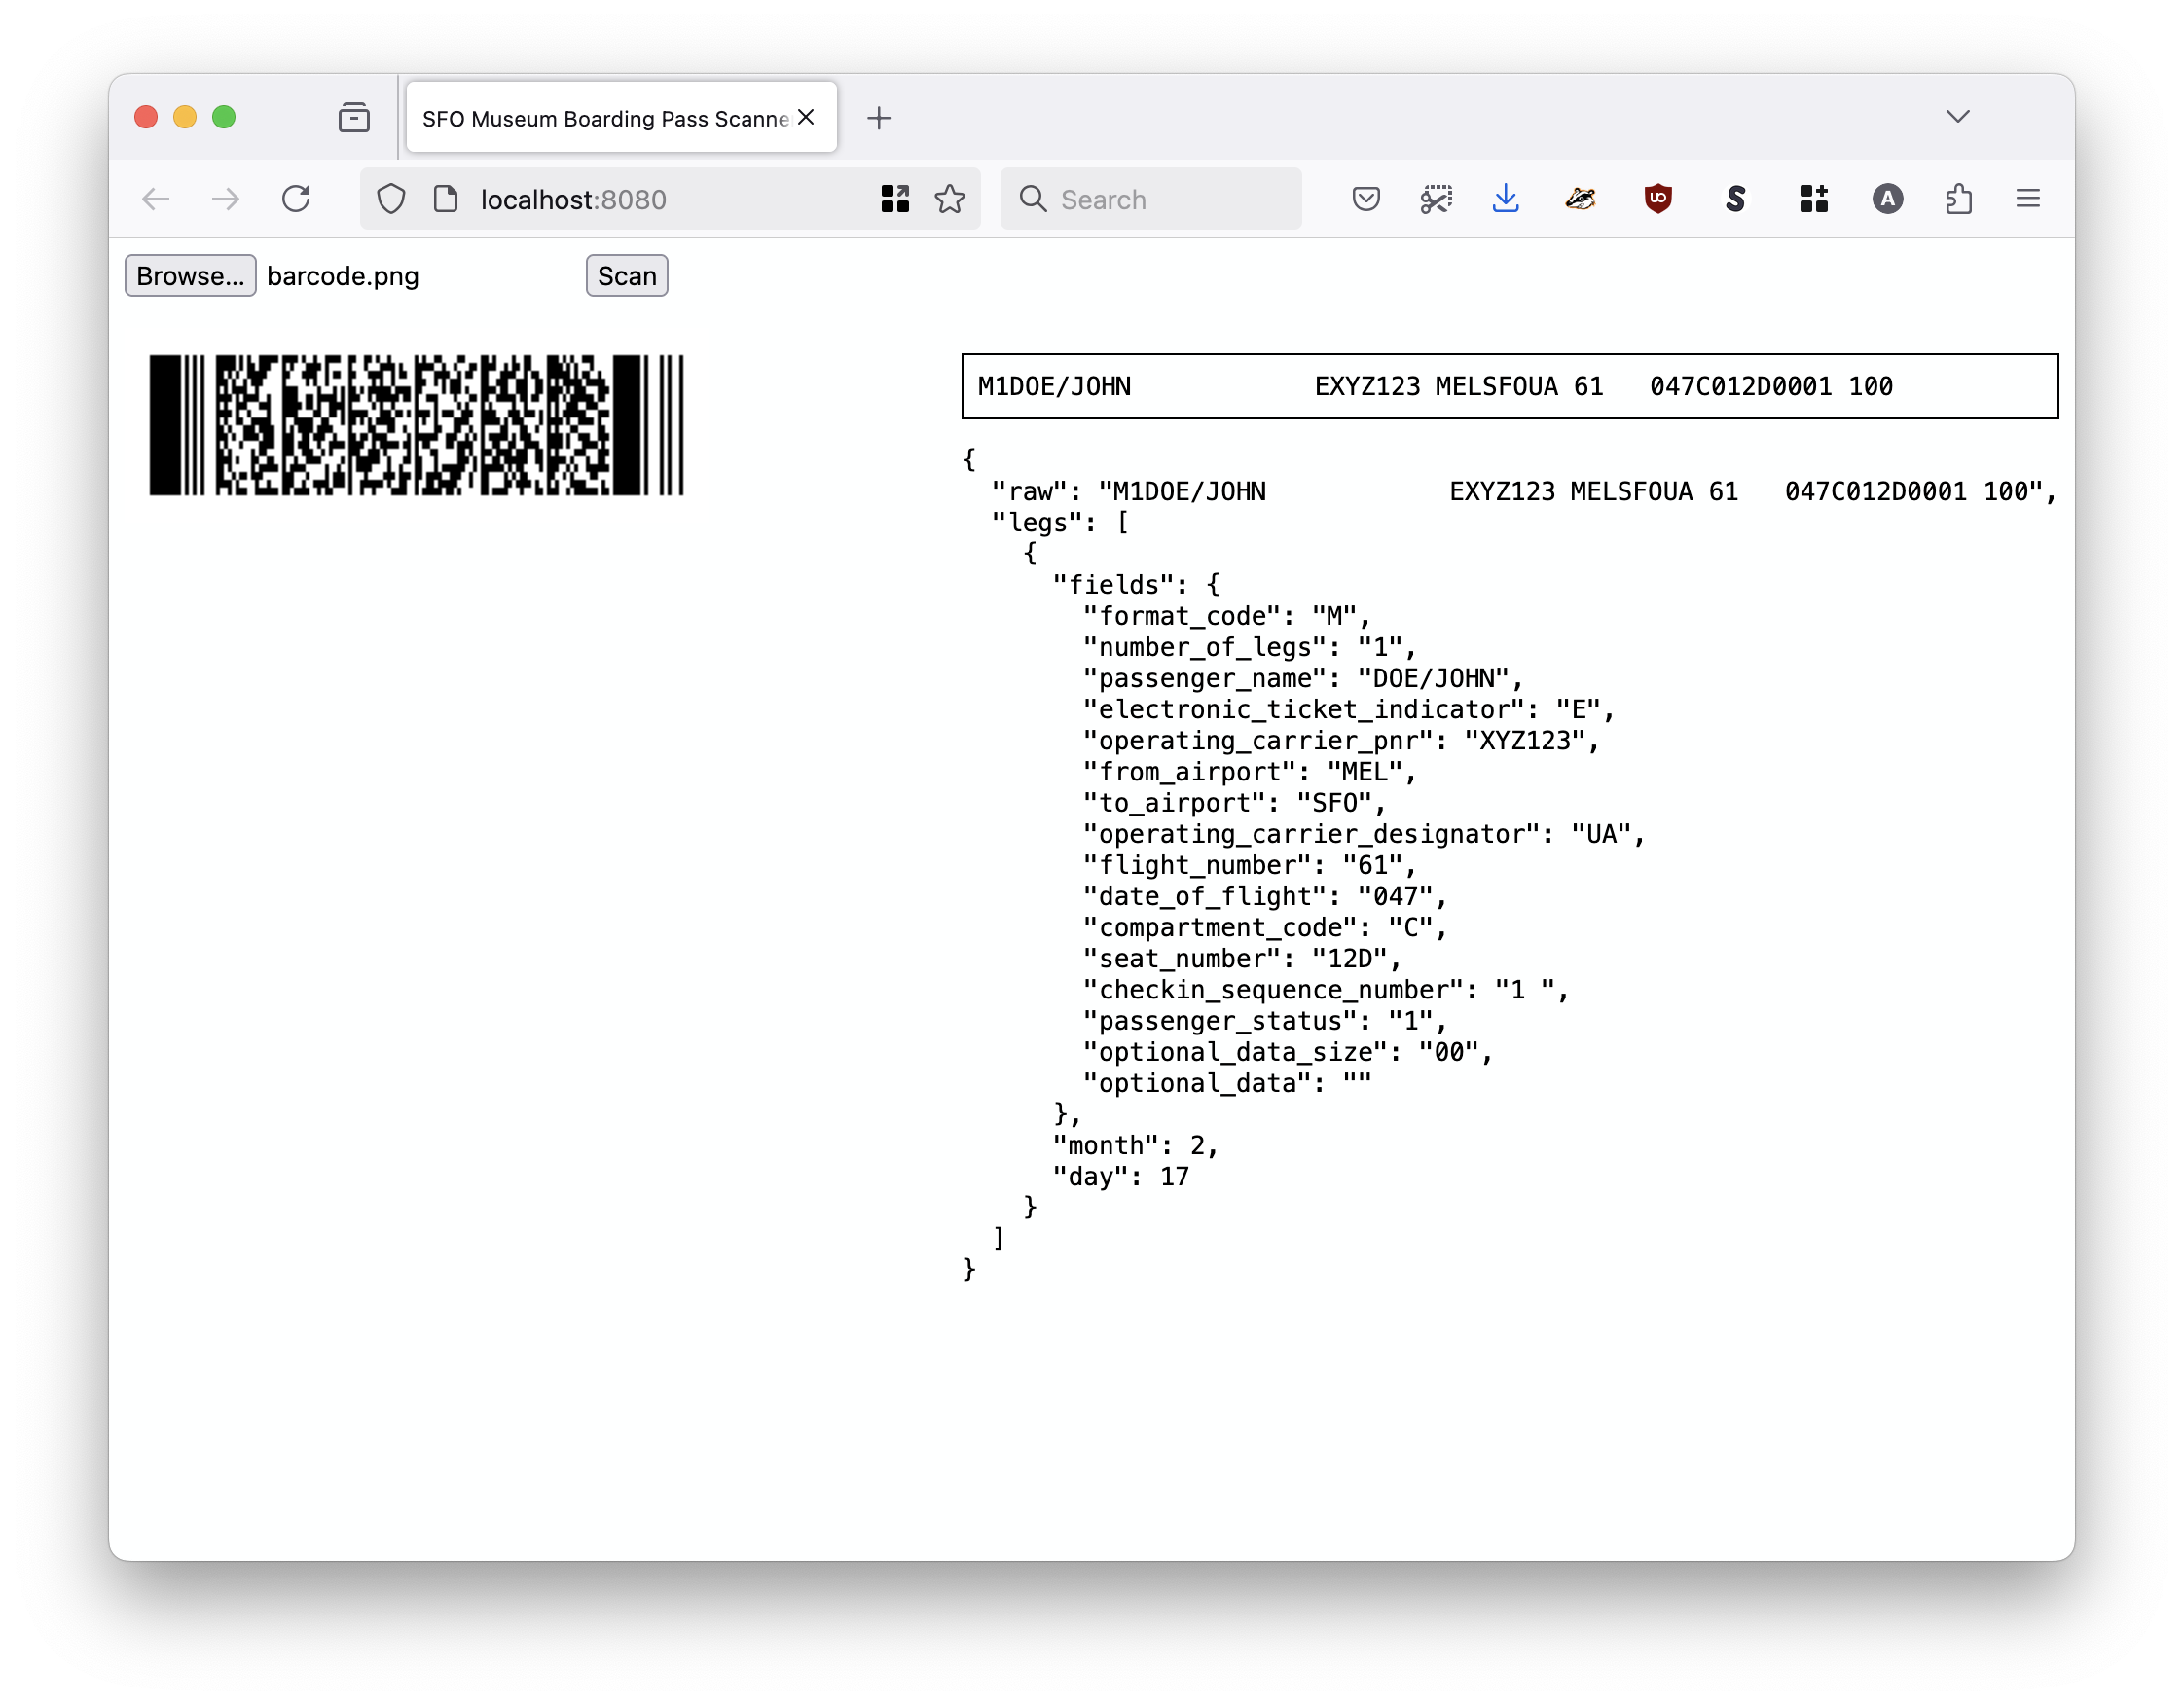 SFO Museum Boarding Pass Scanne
localhost:8080
Search
Browse... barcode.png Scan
M1DOE/JOHN            EXYZ123 MELSFOUA 61   047C012D0001 100
{
  "raw": "M1DOE/JOHN            EXYZ123 MELSFOUA 61   047C012D0001 100",
  "legs": [
    {
      "fields": {
        "format_code": "M",
        "number_of_legs": "1",
        "passenger_name": "DOE/JOHN",
        "electronic_ticket_indicator": "E",
        "operating_carrier_pnr": "XYZ123",
        "from_airport": "MEL",
        "to_airport": "SFO",
        "operating_carrier_designator": "UA",
        "flight_number": "61",
        "date_of_flight": "047",
        "compartment_code": "C",
        "seat_number": "12D",
        "checkin_sequence_number": "1 ",
        "passenger_status": "1",
        "optional_data_size": "00",
        "optional_data": ""
      },
      "month": 2,
      "day": 17
    }
  ]
}